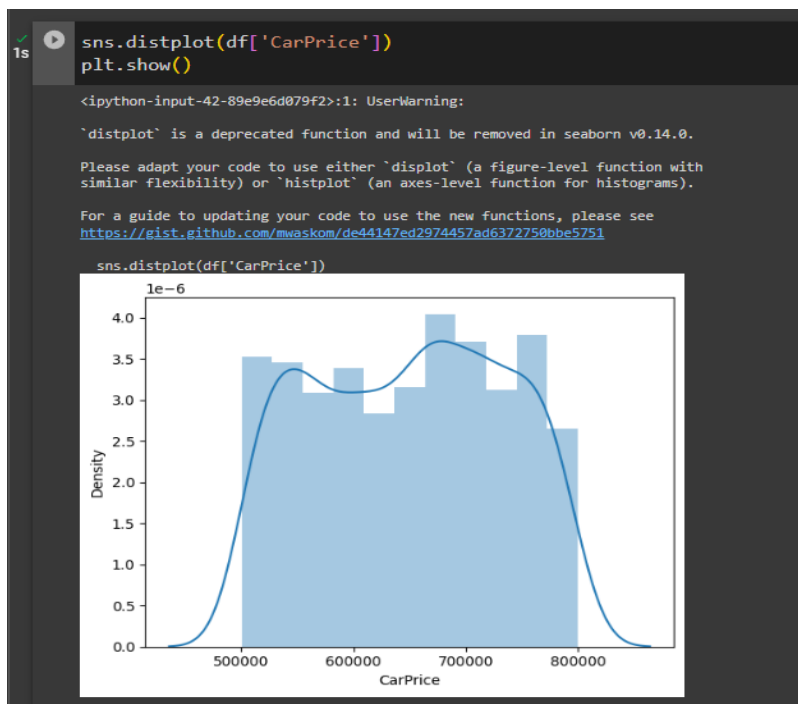 1s
sns.distplot(df['CarPrice'])
plt.show()
<ipython-input-42-89e9e6d079f2>:1: UserWarning:
`distplot` is a deprecated function and will be removed in seaborn v0.14.0.
Please adapt your code to use either `displot` (a figure-level function with
similar flexibility) or `histplot` (an axes-level function for histograms).
For a guide to updating your code to use the new functions, please see
https://gist.github.com/mwaskom/de44147ed2974457ad6372750bbe5751
sns.distplot(df['CarPrice'])
1e−6
4.0
3.5
3.0
2.5
2.0
1.5
1.0
0.5
0.0
Density
500000 600000 700000 800000
CarPrice